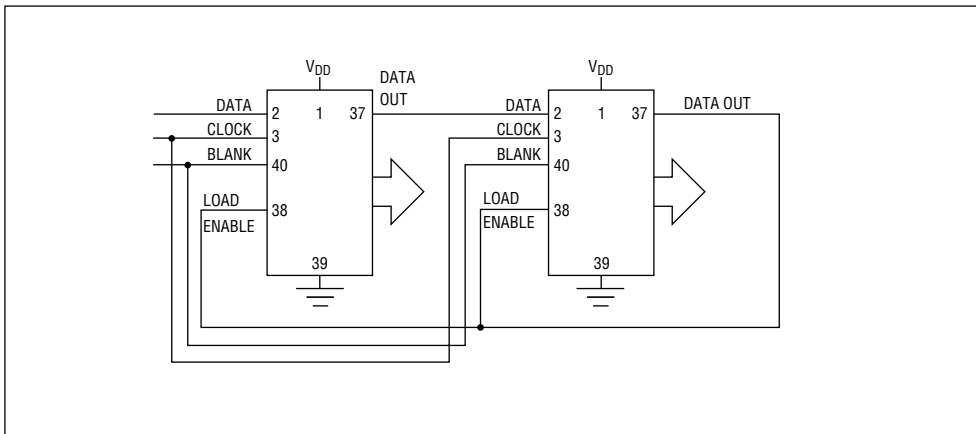 VDD
DATA
OUT
DATA
2
1
37
CLOCK
3
BLANK
40
LOAD
ENABLE
38
39
VDD
DATA
2
1
37
DATA OUT
CLOCK
3
BLANK
40
LOAD
ENABLE
38
39